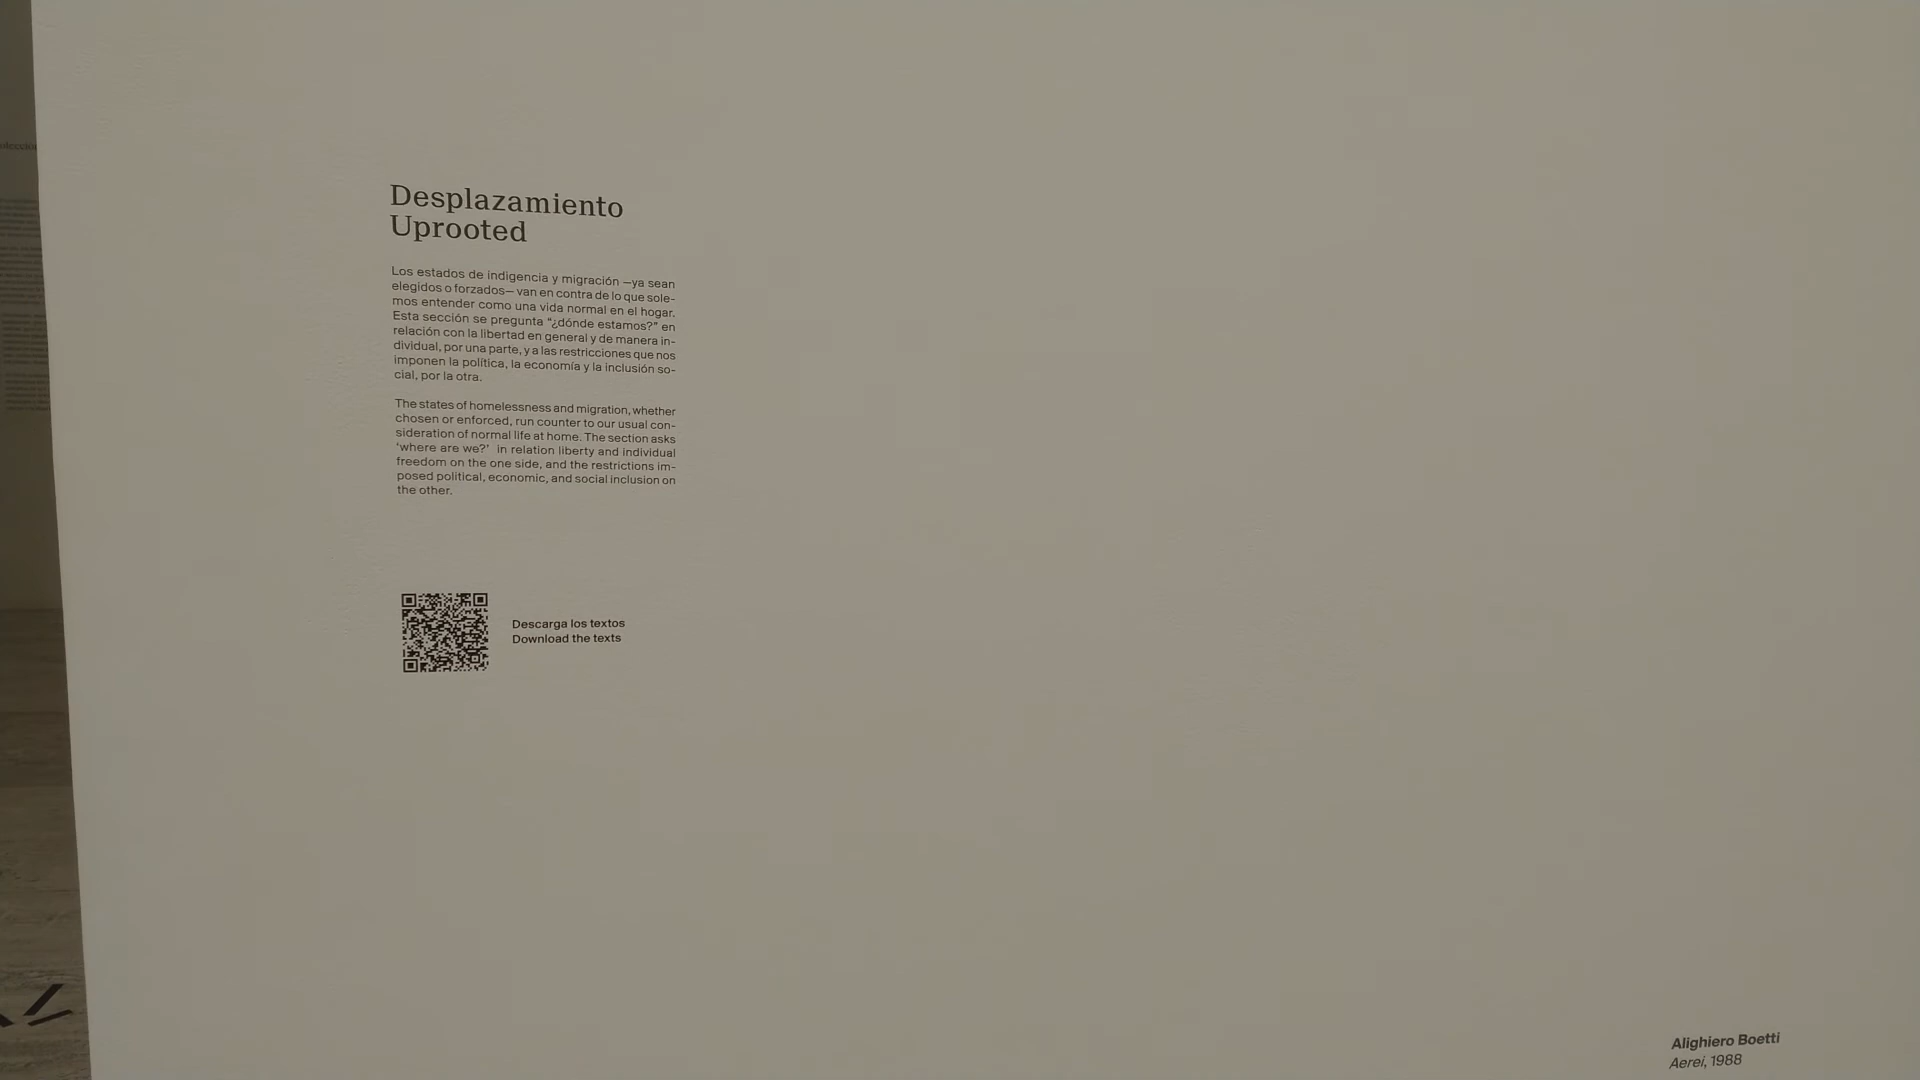 Desplazamiento
Uprooted
Los estados de indigencia y migración —ya sean
elegidos o forzados— van en contra de lo que sole-
mos entender como una vida normal en el hogar.
Esta sección se pregunta “¿dónde estamos?” en
relación con la libertad en general y de manera in-
dividual, por una parte, y a las restricciones que nos
imponen la política, la economía y la inclusión so-
cial, por la otra.
The states of homelessness and migration, whether
chosen or enforced, run counter to our usual con-
sideration of normal life at home. The section asks
‘where are we?’ in relation liberty and individual
freedom on the one side, and the restrictions im-
posed political, economic, and social inclusion on
the other.
Descarga los textos
Download the texts
Alighiero Boetti
Aerei, 1988